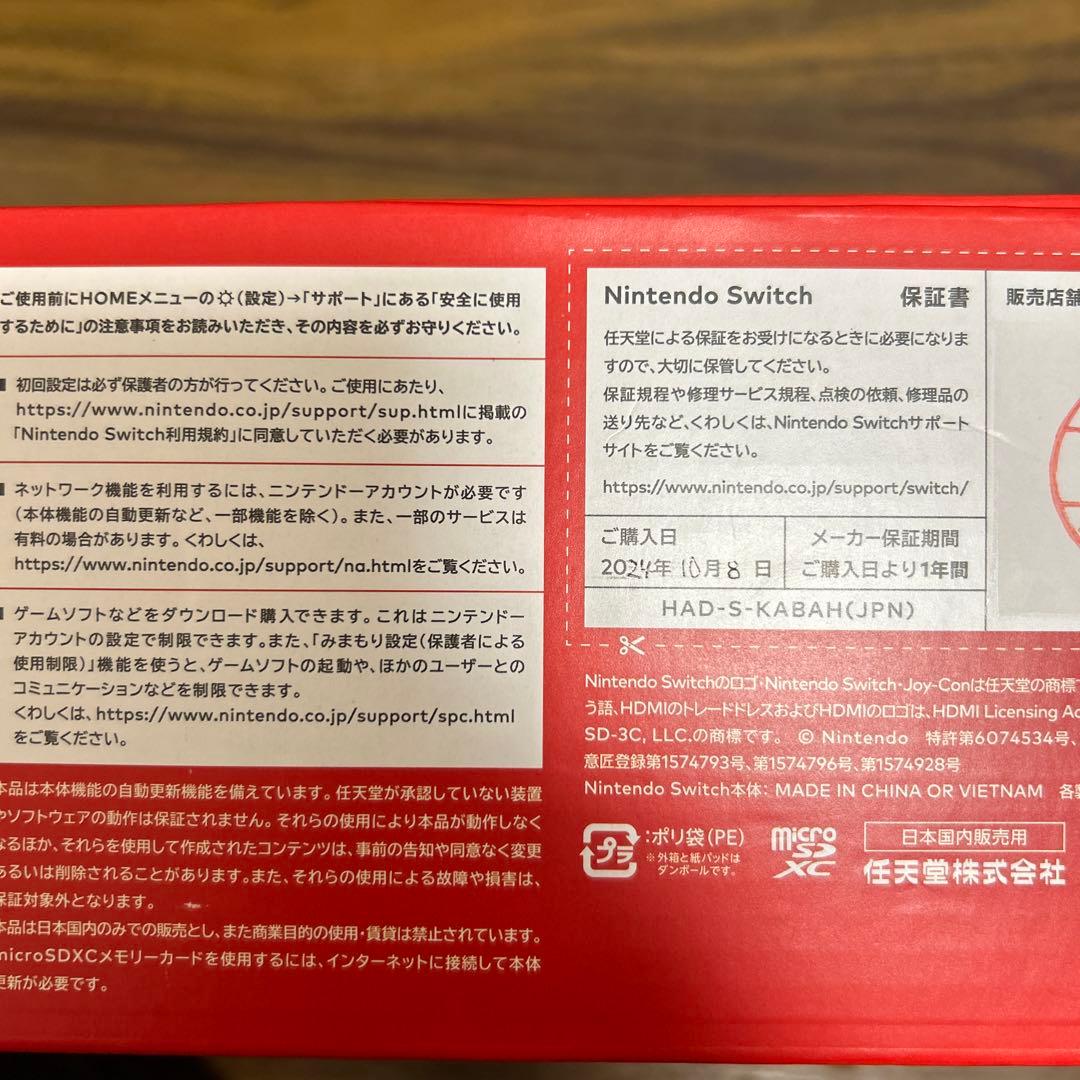 ご使用前にHOMEメニューの(設定)→「サポート」にある「安全に使用
するために」の注意事項をお読みいただき、その内容を必ずお守りください。
■ 初回設定は必ず保護者の方が行ってください。ご使用にあたり、
https://www.nintendo.co.jp/support/sup.htmlに掲載の
「Nintendo Switch利用規約」に同意していただく必要があります。
■ ネットワーク機能を利用するには、ニンテンドーアカウントが必要です
(本体機能の自動更新など、一部機能を除く)。また、一部のサービスは
有料の場合があります。くわしくは、
https://www.nintendo.co.jp/support/na.htmlをご覧ください。
■ ゲームソフトなどをダウンロード購入できます。これはニンテンドー
アカウントの設定で制限できます。また、「みまもり設定(保護者による
使用制限)」機能を使うと、ゲームソフトの起動や、ほかのユーザーとの
コミュニケーションなどを制限できます。
くわしくは、https://www.nintendo.co.jp/support/spc.html
をご覧ください。
本品は本体機能の自動更新機能を備えています。任天堂が承認していない装置
やソフトウェアの動作は保証されません。それらの使用により本品が動作しなく
なるほか、それらを使用して作成されたコンテンツは、事前の告知や同意なく変更
あるいは削除されることがあります。また、それらの使用による故障や損害は、
保証対象外となります。
本品は日本国内のみでの販売とし、また商業目的の使用・賃貸は禁止されています。
microSDXCメモリーカードを使用するには、インターネットに接続して本体
更新が必要です。
Nintendo Switch 保証書
任天堂による保証をお受けになるときに必要になりま
すので、大切に保管してください。
保証規程や修理サービス規程、点検の依頼、修理品の
送り先など、くわしくは、Nintendo Switchサポート
サイトをご覧ください。
https://www.nintendo.co.jp/support/switch/
ご購入日
2024年 10月 8 日
メーカー保証期間
ご購入日より1年間
HAD-S-KABAH(JPN)
販売店舗
Nintendo Switchのロゴ・Nintendo Switch・Joy-Conは任天堂の商標で
う語、HDMIのトレードドレスおよびHDMIのロゴは、HDMI Licensing Ad
SD-3C, LLC.の商標です。 © Nintendo 特許第6074534号、
意匠登録第1574793号、第1574796号、第1574928号
Nintendo Switch本体: MADE IN CHINA OR VIETNAM 各
プラ :ポリ袋(PE)
※外箱と紙パッドは
ダンボールです。
micro SD XC
日本国内販売用
任天堂株式会社